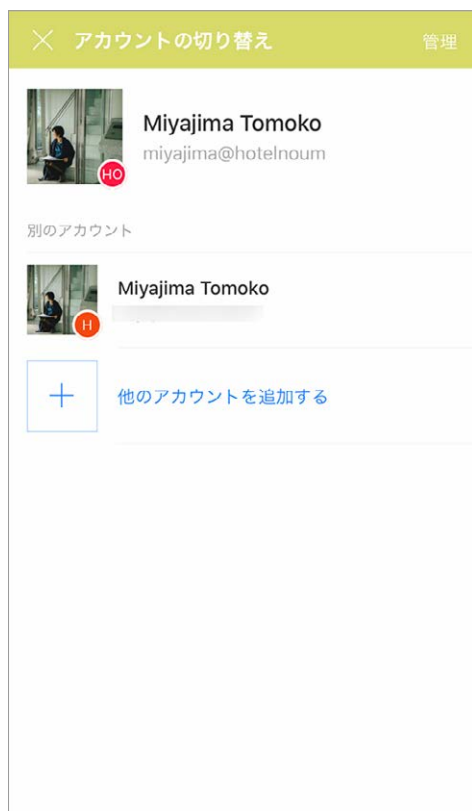 アカウントの切り替え 管理
Miyajima Tomoko
miyajima@hotelnoum
HO
別のアカウント
Miyajima Tomoko
H
他のアカウントを追加する